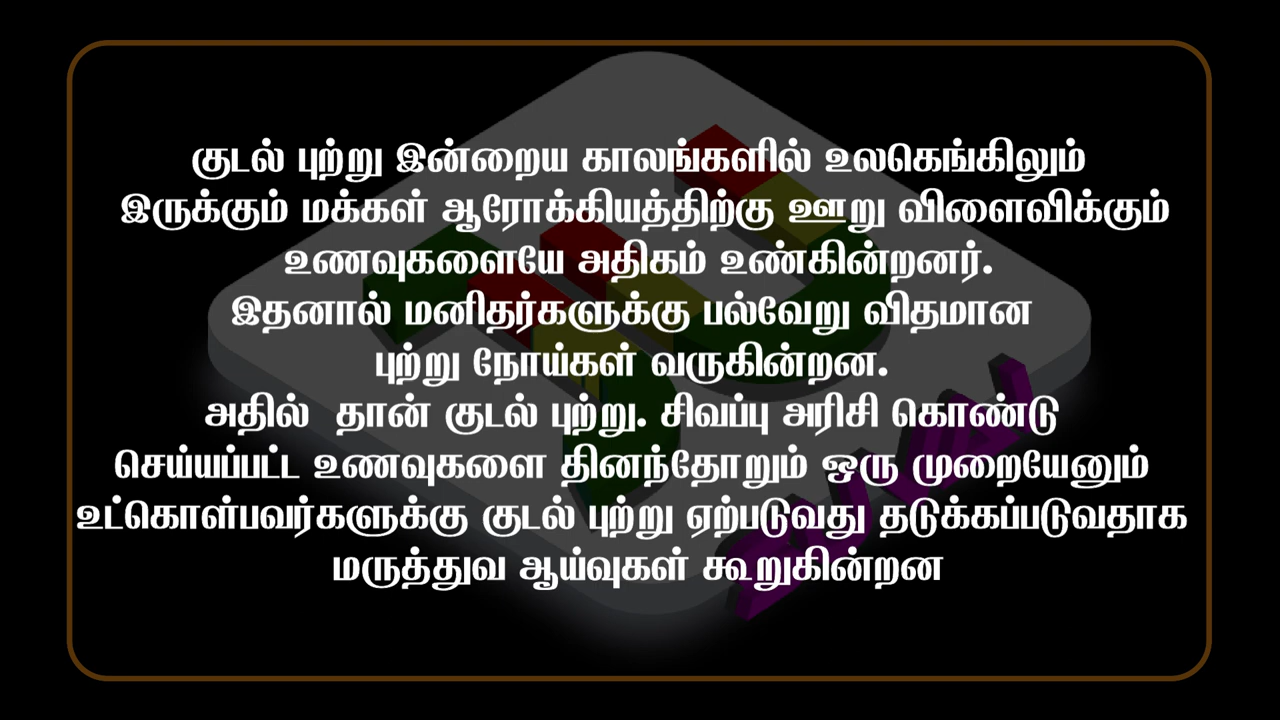 குடல் புற்று இன்றைய காலங்களில் உலகெங்கிலும்
இருக்கும் மக்கள் ஆரோக்கியத்திற்கு ஊறு விளைவிக்கும்
உணவுகளையே அதிகம் உண்கின்றனர்.
இதனால் மனிதர்களுக்கு பல்வேறு விதமான
புற்று நோய்கள் வருகின்றன.
அதில் தான் குடல் புற்று. சிவப்பு அரிசி கொண்டு
செய்யப்பட்ட உணவுகளை தினந்தோறும் ஒரு முறையேனும்
உட்கொள்பவர்களுக்கு குடல் புற்று ஏற்படுவது தடுக்கப்படுவதாக
மருத்துவ ஆய்வுகள் கூறுகின்றன